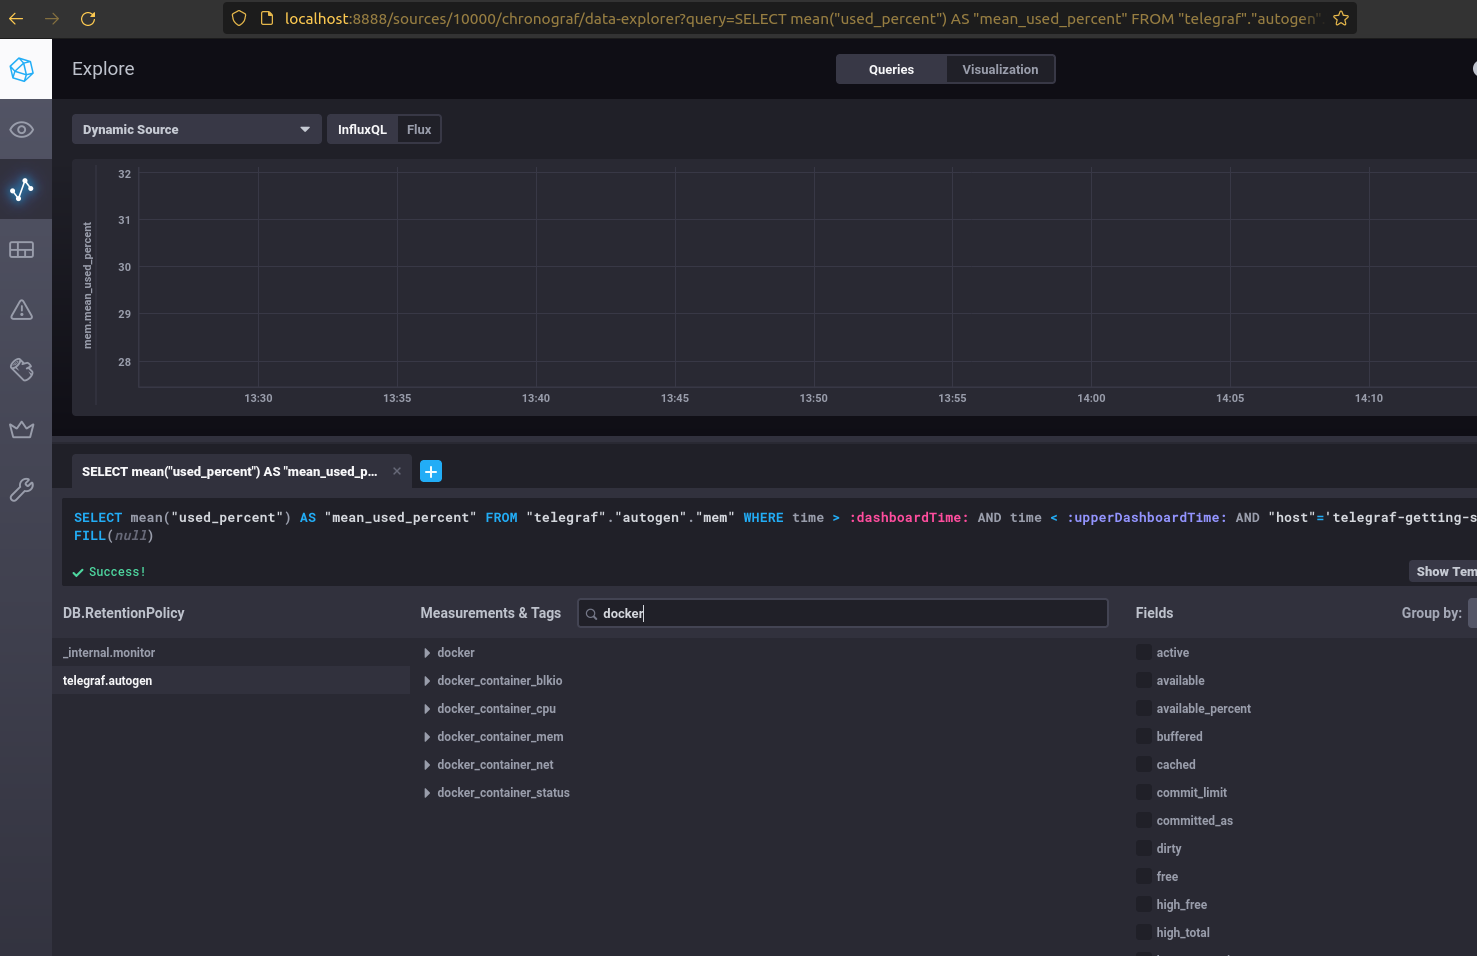 localhost:8888/sources/10000/chronograf/data-explorer?query=SELECT mean("used_percent") AS "mean_used_percent" FROM "telegraf"."autogen"
Explore
Queries
Visualization
Dynamic Source
InfluxQL
Flux
mem.mean_used_percent
32
31
30
29
28
13:30
13:35
13:40
13:45
13:50
13:55
14:00
14:05
14:10
SELECT mean("used_percent") AS "mean_used_p...
SELECT mean("used_percent") AS "mean_used_percent" FROM "telegraf"."autogen"."mem" WHERE time > :dashboardTime: AND time < :upperDashboardTime: AND "host"='telegraf-getting-s
FILL(null)
Success!
Show Tem
DB.RetentionPolicy
Measurements & Tags
docker
Fields
Group by:
_internal.monitor
telegraf.autogen
docker
docker_container_blkio
docker_container_cpu
docker_container_mem
docker_container_net
docker_container_status
active
available
available_percent
buffered
cached
commit_limit
committed_as
dirty
free
high_free
high_total